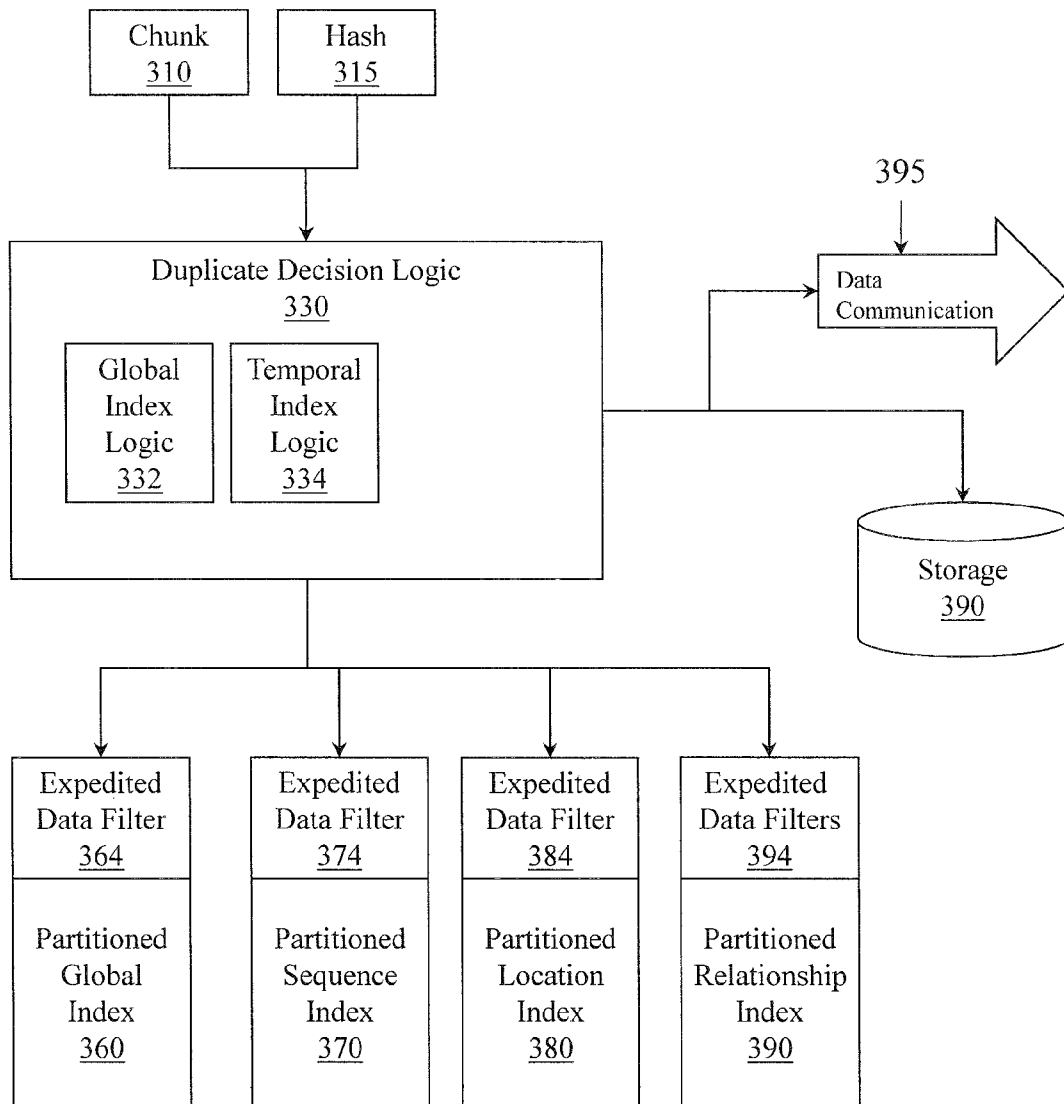 Chunk
310
Hash
315
395
Duplicate Decision Logic
330
Data
Communication
Global
Index
Logic
332
Temporal
Index
Logic
334
Storage
390
Expedited
Data Filter
364
Expedited
Data Filter
374
Expedited
Data Filter
384
Expedited
Data Filters
394
Partitioned
Global
Index
360
Partitioned
Sequence
Index
370
Partitioned
Location
Index
380
Partitioned
Relationship
Index
390